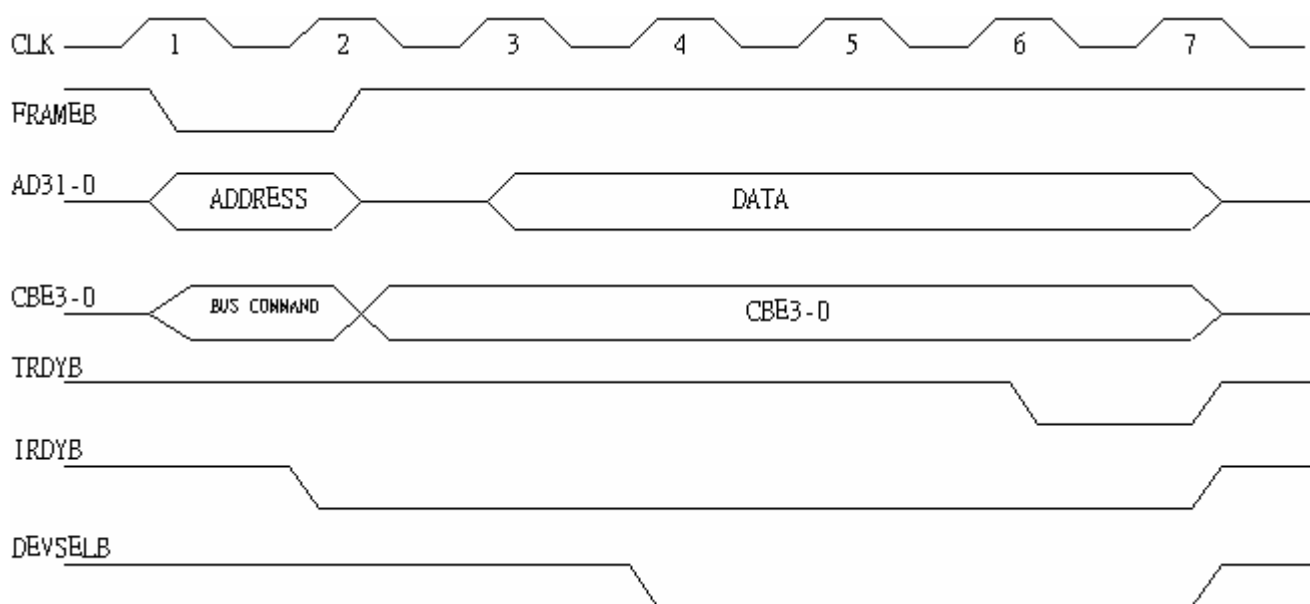 CLK 1 2 3 4 5 6 7
FRAMEB
AD31-0 ADDRESS DATA
CBE3-0 BUS COMMAND CBE3-0
TRDYB
IRDYB
DEVSELB